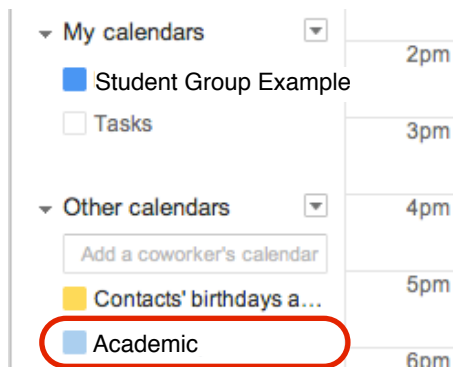 My calendars
Student Group Example
Tasks
Other calendars
Add a coworker's calendar
Contacts' birthdays a...
Academic
2pm
3pm
4pm
5pm
6pm